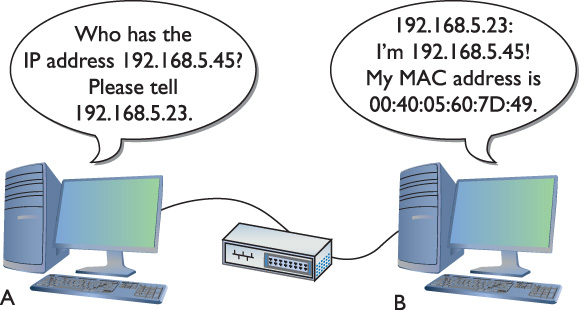 Who has the
IP address 192.168.5.45?
Please tell
192.168.5.23.
192.168.5.23:
I'm 192.168.5.45!
My MAC address is
00:40:05:60:7D:49.
A
B